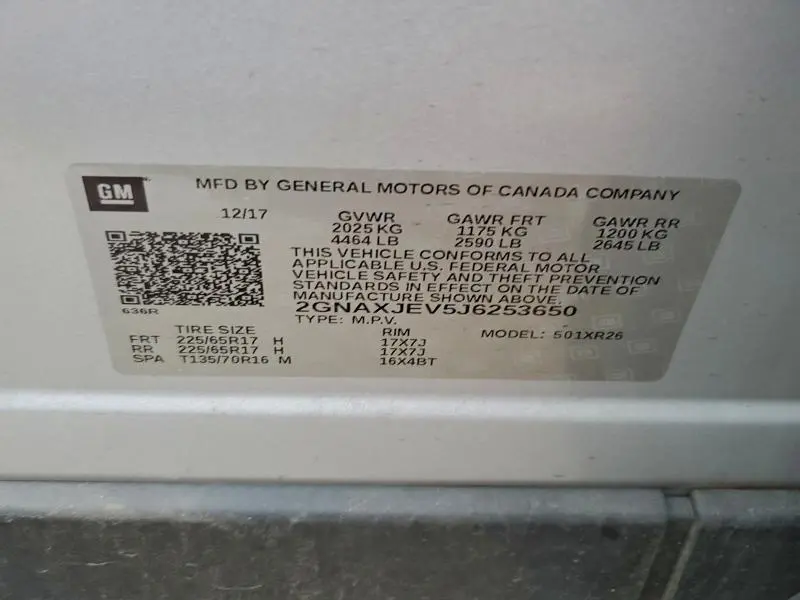 GM
MFD BY GENERAL MOTORS OF CANADA COMPANY
12/17
GVWR GAWR FRT GAWR RR
2025 KG 1175 KG 1200 KG
4464 LB 2590 LB 2645 LB
THIS VEHICLE CONFORMS TO ALL
APPLICABLE U.S. FEDERAL MOTOR
VEHICLE SAFETY AND THEFT PREVENTION
STANDARDS IN EFFECT ON THE DATE OF
MANUFACTURE SHOWN ABOVE.
636R
2GNAXJEV5J6253650
TYPE: M.P.V. MODEL: 501XR26
TIRE SIZE RIM
FRT 225/65R17 H 17X7J
RR 225/65R17 H 17X7J
SPA T135/70R16 M 16X4BT